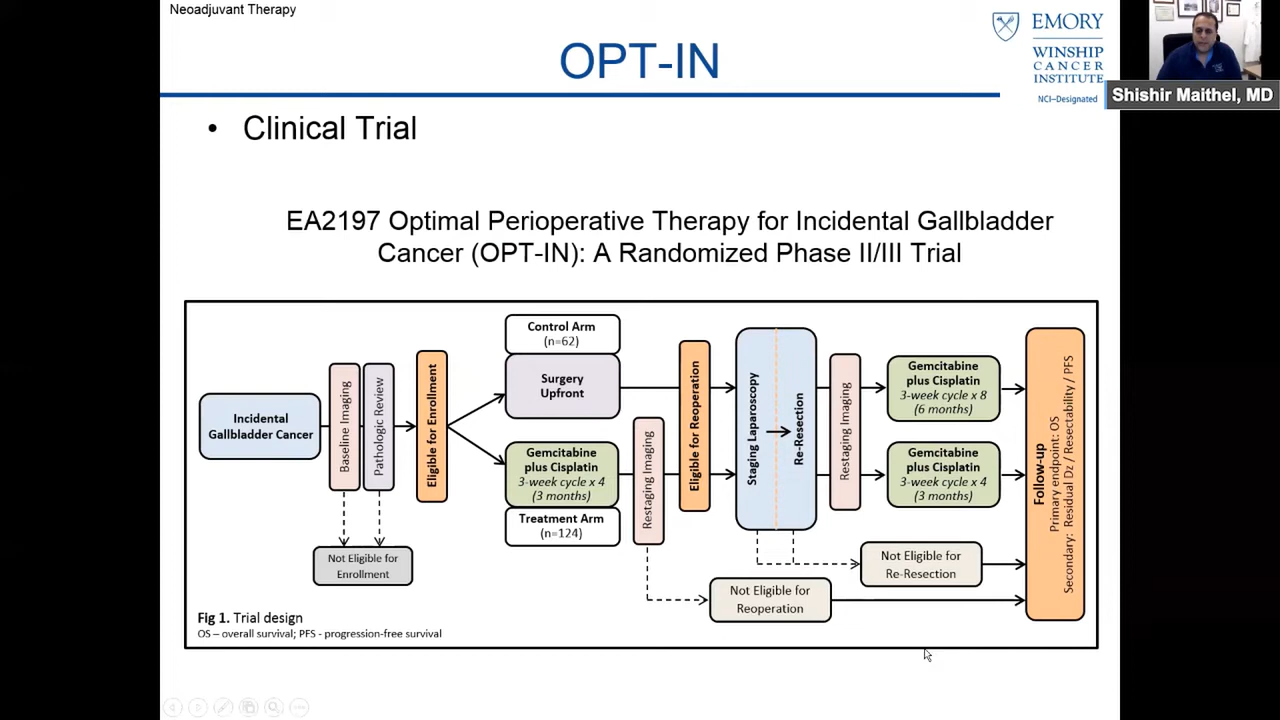 Neoadjuvant Therapy
OPT-IN
EMORY
WINSHIP
CANCER
INSTITUTE
NCI–Designated
Shishir Maithel, MD
• Clinical Trial
EA2197 Optimal Perioperative Therapy for Incidental Gallbladder
Cancer (OPT-IN): A Randomized Phase II/III Trial
Incidental
Gallbladder Cancer
Baseline Imaging
Pathologic Review
Not Eligible for
Enrollment
Eligible for Enrollment
Control Arm
(n=62)
Surgery
Upfront
Gemcitabine
plus Cisplatin
3-week cycle x 4
(3 months)
Treatment Arm
(n=124)
Restaging Imaging
Eligible for Reoperation
Not Eligible for
Reoperation
Staging Laparoscopy
Re-Resection
Restaging Imaging
Gemcitabine
plus Cisplatin
3-week cycle x 8
(6 months)
Gemcitabine
plus Cisplatin
3-week cycle x 4
(3 months)
Not Eligible for
Re-Resection
Follow-up
Primary endpoint: OS
Secondary: Residual Dz / Resectability / PFS
Fig 1. Trial design
OS – overall survival; PFS - progression-free survival